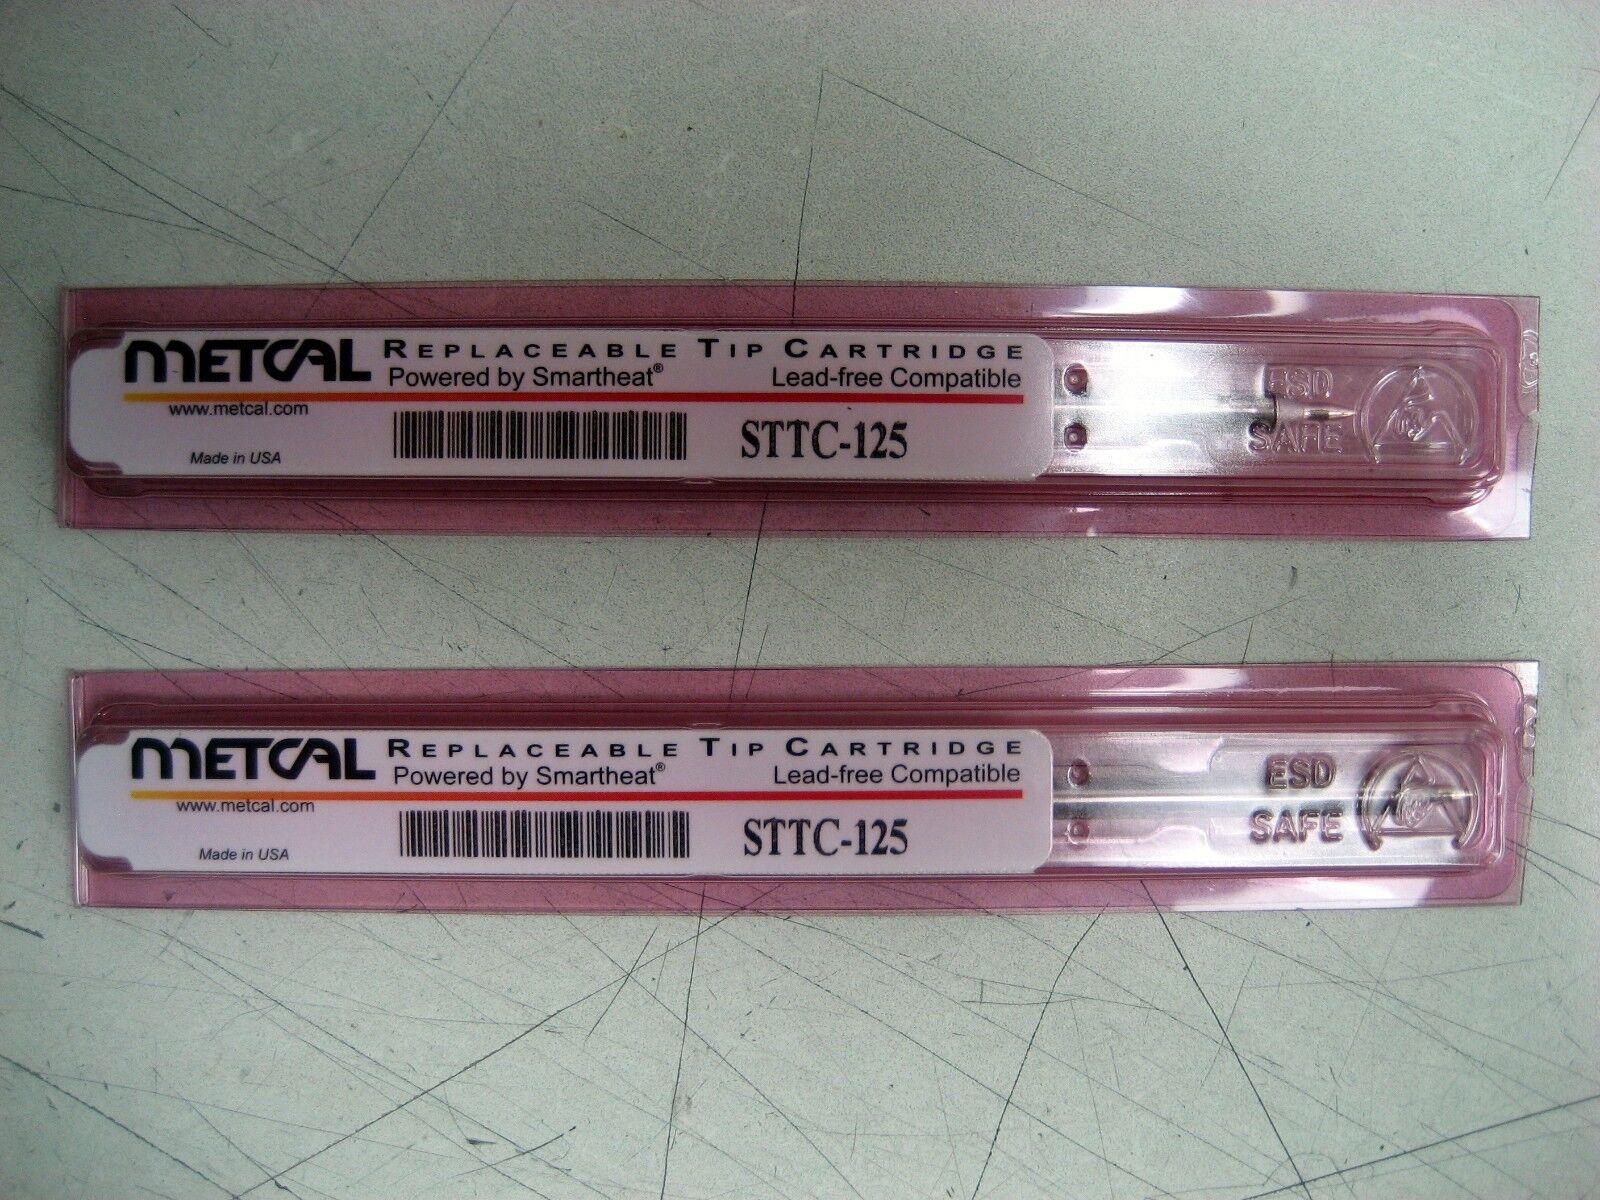 METCAL REPLACEABLE TIP CARTRIDGE
Powered by Smartheat® Lead-free Compatible
www.metcal.com
STTC-125
Made in USA
ESD
SAFE
METCAL REPLACEABLE TIP CARTRIDGE
Powered by Smartheat® Lead-free Compatible
www.metcal.com
STTC-125
Made in USA
ESD
SAFE